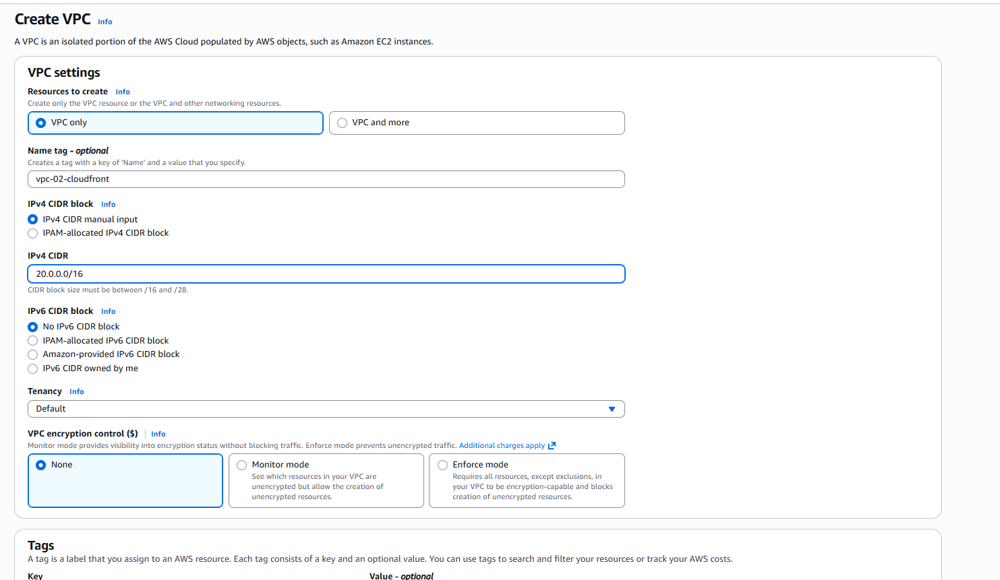 Create VPC Info
A VPC is an isolated portion of the AWS Cloud populated by AWS objects, such as Amazon EC2 instances.
VPC settings
Resources to create Info
Create only the VPC resource or the VPC and other networking resources.
VPC only
VPC and more
Name tag - optional
Creates a tag with a key of 'Name' and a value that you specify.
vpc-02-cloudfront
IPv4 CIDR block Info
IPv4 CIDR manual input
IPAM-allocated IPv4 CIDR block
IPv4 CIDR
20.0.0.0/16
CIDR block size must be between /16 and /28.
IPv6 CIDR block Info
No IPv6 CIDR block
IPAM-allocated IPv6 CIDR block
Amazon-provided IPv6 CIDR block
IPv6 CIDR owned by me
Tenancy Info
Default
VPC encryption control ($) Info
Monitor mode provides visibility into encryption status without blocking traffic. Enforce mode prevents unencrypted traffic. Additional charges apply
None
Monitor mode
See which resources in your VPC are
unencrypted but allow the creation of
unencrypted resources.
Enforce mode
Requires all resources, except exclusions, in
your VPC to be encryption-capable and blocks
creation of unencrypted resources.
Tags
A tag is a label that you assign to an AWS resource. Each tag consists of a key and an optional value. You can use tags to search and filter your resources or track your AWS costs.
Key
Value - optional